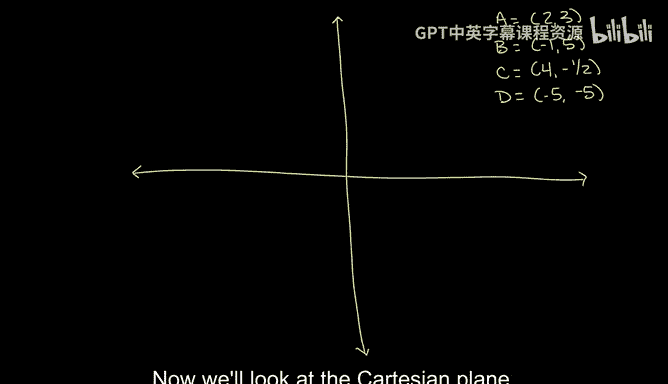 A = (2, 3)
GPT中英字幕课程资源 bilibili
B = (-1, 5)
C = (4, -1/2)
D = (-5, -5)
Now we'll look at the Cartesian plane